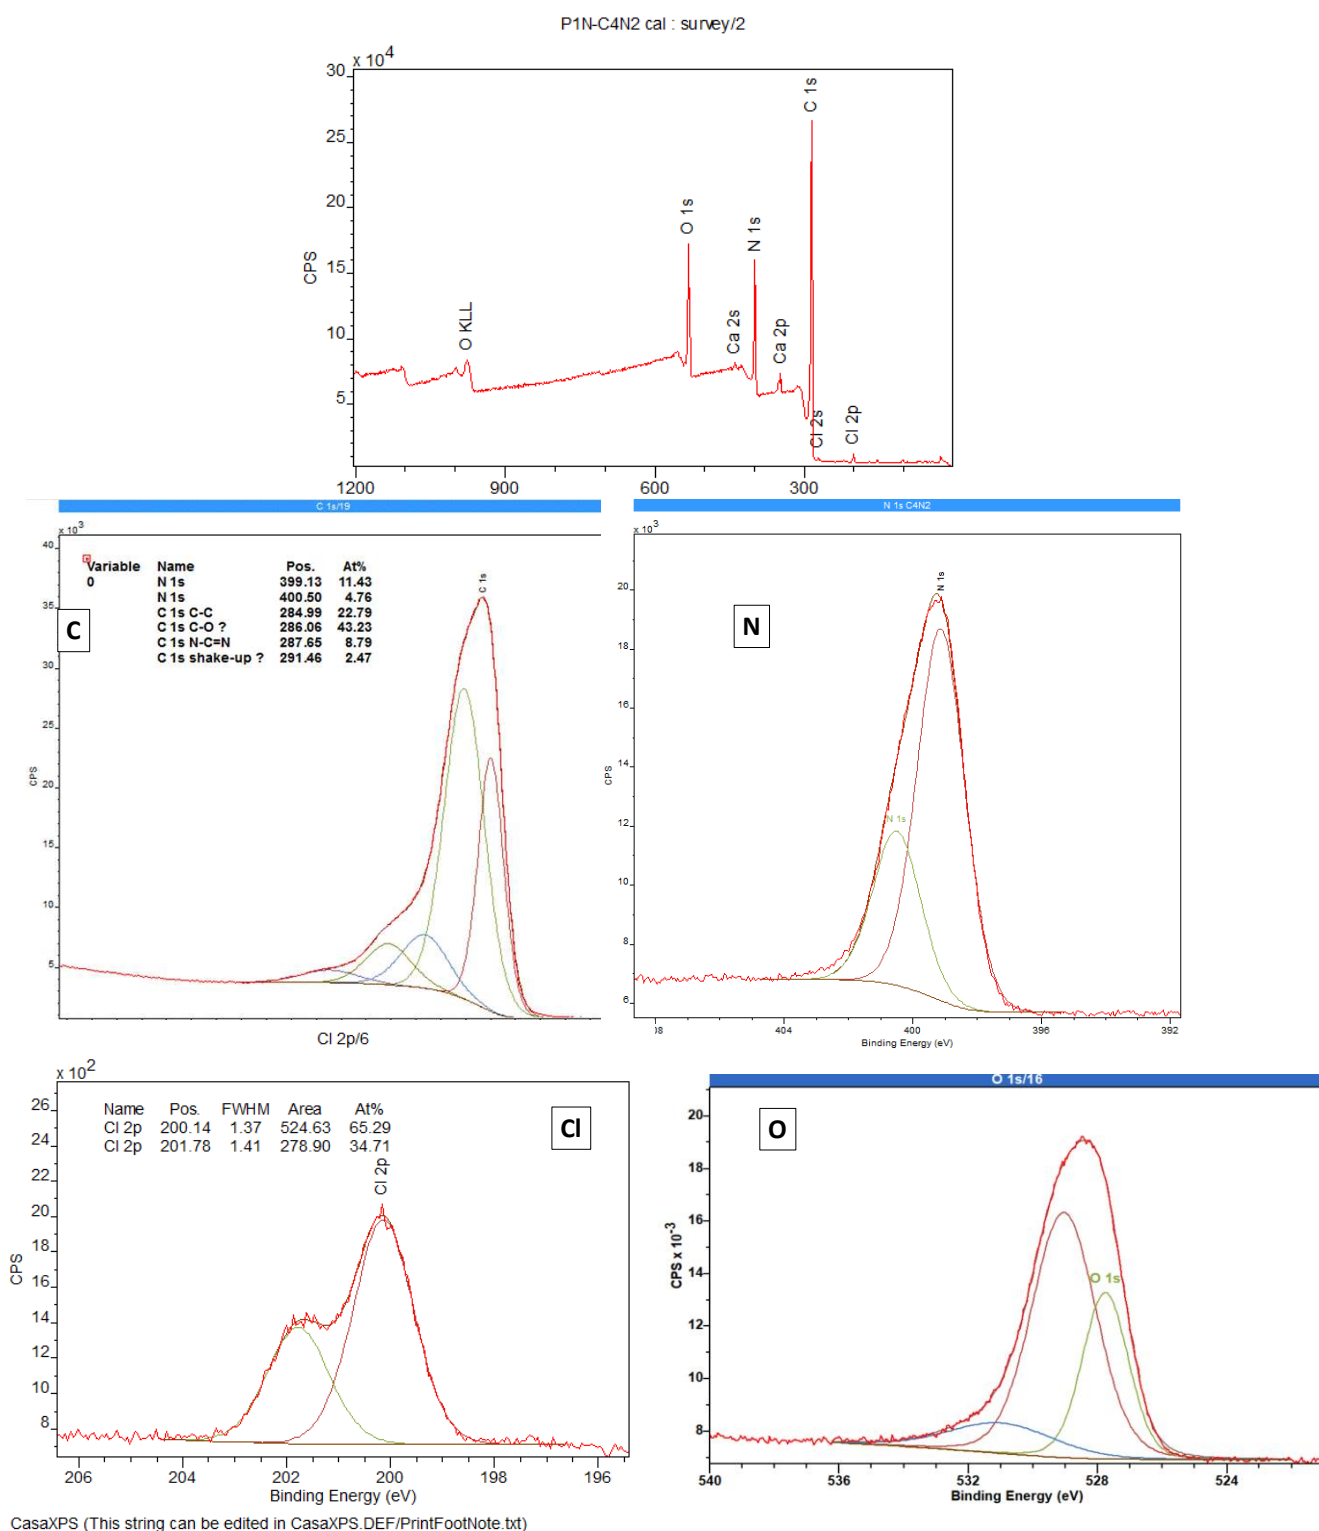 P1N-C4N2 cal : survey/2
x 10^4
30
25
20
15
10
5
CPS
O KLL
O 1s
Ca 2s
N 1s
Ca 2p
C 1s
Cl 2s
Cl 2p
1200 900 600 300
C 1s/19
x 10^3
40
35
30
25
20
15
10
5
CPS
C
Variable Name Pos. At%
0 N 1s 399.13 11.43
N 1s 400.50 4.76
C 1s C-C 284.99 22.79
C 1s C-O ? 286.06 43.23
C 1s N-C=N 287.65 8.79
C 1s shake-up ? 291.46 2.47
C 1s
N 1s C4N2
x 10^3
20
18
16
14
12
10
8
6
CPS
N
N 1s
N 1s
18 404 400 396 392
Binding Energy (eV)
Cl 2p/6
x 10^2
26
24
22
20
18
16
14
12
10
8
CPS
Name Pos. FWHM Area At%
Cl 2p 200.14 1.37 524.63 65.29
Cl 2p 201.78 1.41 278.90 34.71
Cl
Cl 2p
206 204 202 200 198 196
Binding Energy (eV)
O 1s/16
20
18
16
14
12
10
8
CPS x 10^-3
O
O 1s
540 536 532 528 524
Binding Energy (eV)
CasaXPS (This string can be edited in CasaXPS.DEF/PrintFootNote.txt)